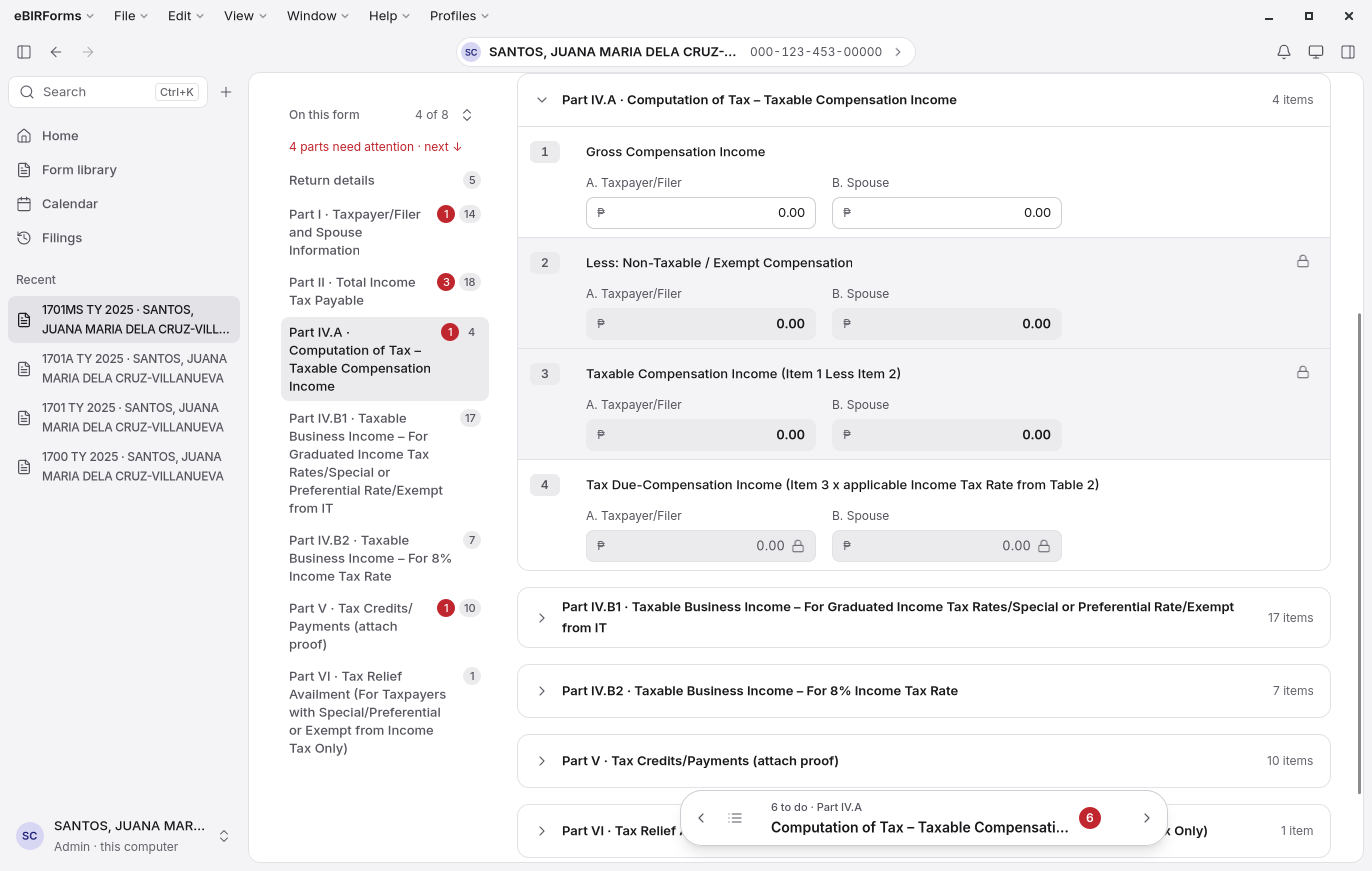 eBIRForms File Edit View Window Help Profiles
SC SANTOS, JUANA MARIA DELA CRUZ-... 000-123-453-00000
Search Ctrl+K
Home
Form library
Calendar
Filings
Recent
1701MS TY 2025 · SANTOS,
JUANA MARIA DELA CRUZ-VILL...
1701A TY 2025 · SANTOS, JUANA
MARIA DELA CRUZ-VILLANUEVA
1701 TY 2025 · SANTOS, JUANA
MARIA DELA CRUZ-VILLANUEVA
1700 TY 2025 · SANTOS, JUANA
MARIA DELA CRUZ-VILLANUEVA
SC SANTOS, JUANA MAR...
Admin · this computer
On this form 4 of 8
4 parts need attention · next ↓
Return details 5
Part I · Taxpayer/Filer 1 14
and Spouse
Information
Part II · Total Income 3 18
Tax Payable
Part IV.A · 1 4
Computation of Tax –
Taxable Compensation
Income
Part IV.B1 · Taxable 17
Business Income – For
Graduated Income Tax
Rates/Special or
Preferential Rate/Exempt
from IT
Part IV.B2 · Taxable 7
Business Income – For 8%
Income Tax Rate
Part V · Tax Credits/ 1 10
Payments (attach
proof)
Part VI · Tax Relief 1
Availment (For Taxpayers
with Special/Preferential
or Exempt from Income
Tax Only)
Part IV.A · Computation of Tax – Taxable Compensation Income 4 items
1 Gross Compensation Income
A. Taxpayer/Filer B. Spouse
₱ 0.00 ₱ 0.00
2 Less: Non-Taxable / Exempt Compensation
A. Taxpayer/Filer B. Spouse
₱ 0.00 ₱ 0.00
3 Taxable Compensation Income (Item 1 Less Item 2)
A. Taxpayer/Filer B. Spouse
₱ 0.00 ₱ 0.00
4 Tax Due-Compensation Income (Item 3 x applicable Income Tax Rate from Table 2)
A. Taxpayer/Filer B. Spouse
₱ 0.00 ₱ 0.00
Part IV.B1 · Taxable Business Income – For Graduated Income Tax Rates/Special or Preferential Rate/Exempt
from IT 17 items
Part IV.B2 · Taxable Business Income – For 8% Income Tax Rate 7 items
Part V · Tax Credits/Payments (attach proof) 10 items
Part VI · Tax Relief Only) 1 item
6 to do · Part IV.A
Computation of Tax – Taxable Compensati... 6